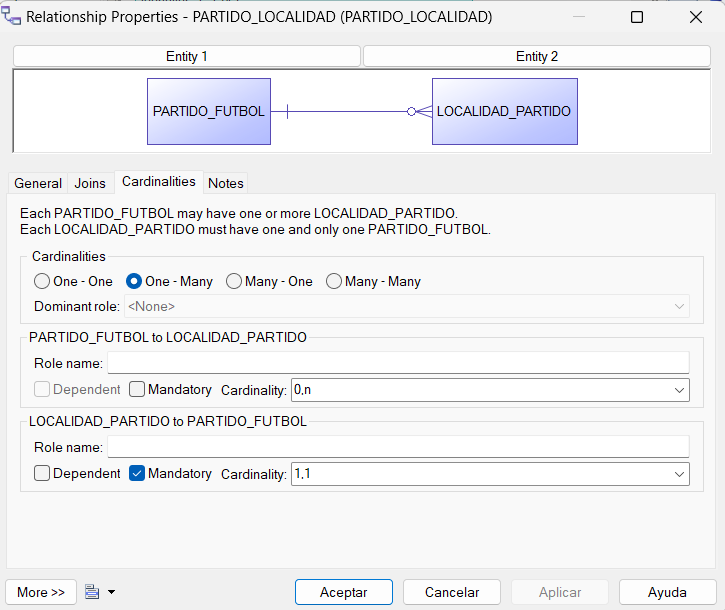 Relationship Properties - PARTIDO_LOCALIDAD (PARTIDO_LOCALIDAD)
Entity 1 Entity 2
PARTIDO_FUTBOL LOCALIDAD_PARTIDO
General Joins Cardinalities Notes
Each PARTIDO_FUTBOL may have one or more LOCALIDAD_PARTIDO.
Each LOCALIDAD_PARTIDO must have one and only one PARTIDO_FUTBOL.
Cardinalities
One - One One - Many Many - One Many - Many
Dominant role: <None>
PARTIDO_FUTBOL to LOCALIDAD_PARTIDO
Role name:
Dependent Mandatory Cardinality: 0,n
LOCALIDAD_PARTIDO to PARTIDO_FUTBOL
Role name:
Dependent Mandatory Cardinality: 1,1
More >> Aceptar Cancelar Aplicar Ayuda